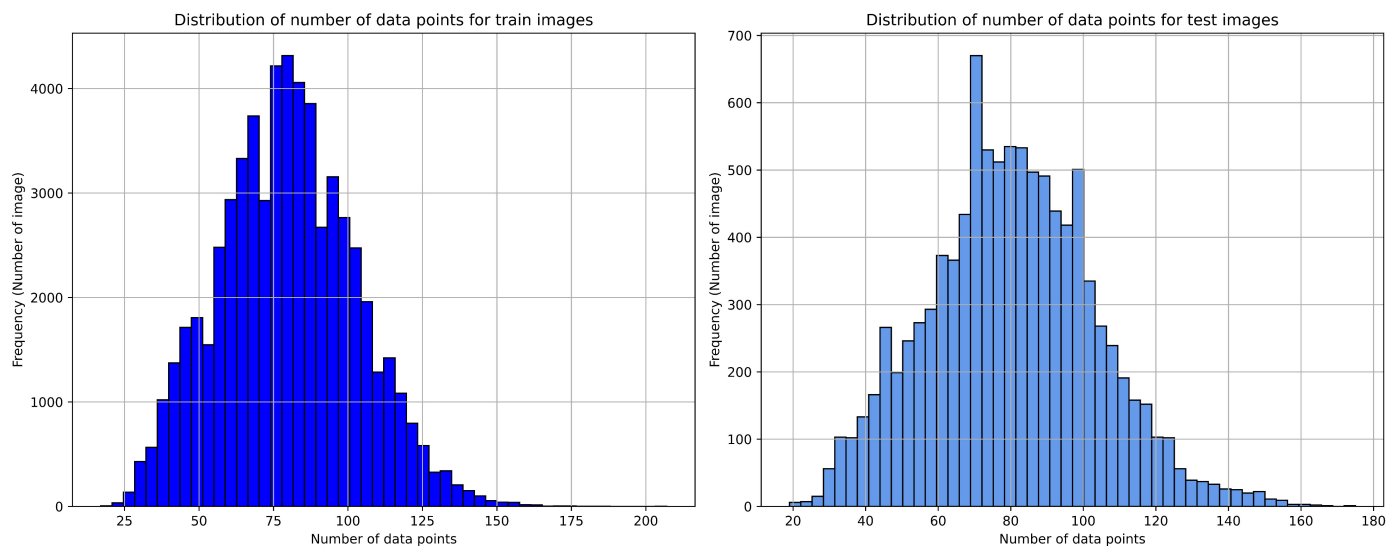 Distribution of number of data points for train images
Frequency (Number of image)
4000
3000
2000
1000
0
25 50 75 100 125 150 175 200
Number of data points
Distribution of number of data points for test images
Frequency (Number of image)
700
600
500
400
300
200
100
0
20 40 60 80 100 120 140 160 180
Number of data points